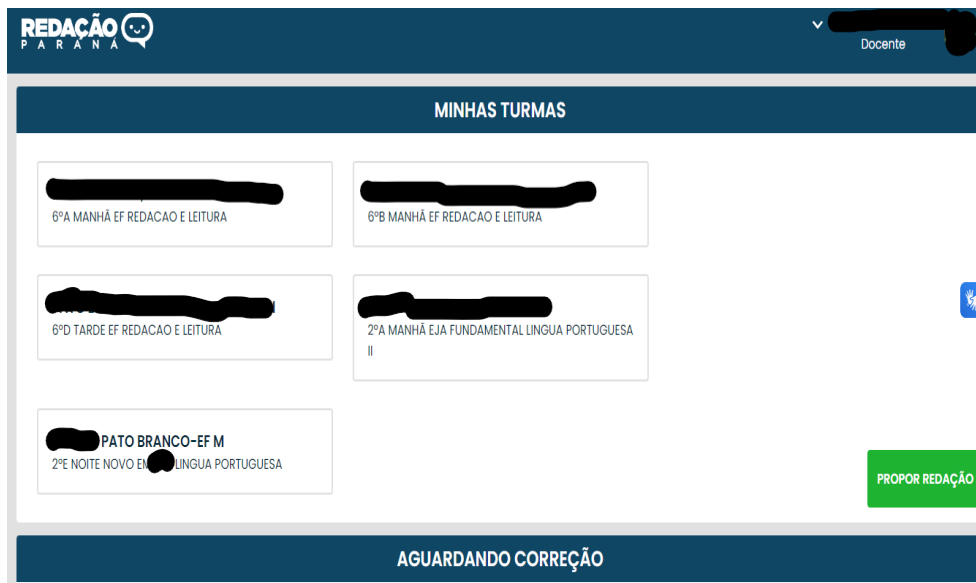 REDAÇÃO
PARANÁ
Docente
MINHAS TURMAS
6ºA MANHÃ EF REDACAO E LEITURA
6ºB MANHÃ EF REDACAO E LEITURA
6ºD TARDE EF REDACAO E LEITURA
2ºA MANHÃ EJA FUNDAMENTAL LINGUA PORTUGUESA
II
PATO BRANCO-EF M
2ºE NOITE NOVO LINGUA PORTUGUESA
PROPOR REDAÇÃO
AGUARDANDO CORREÇÃO